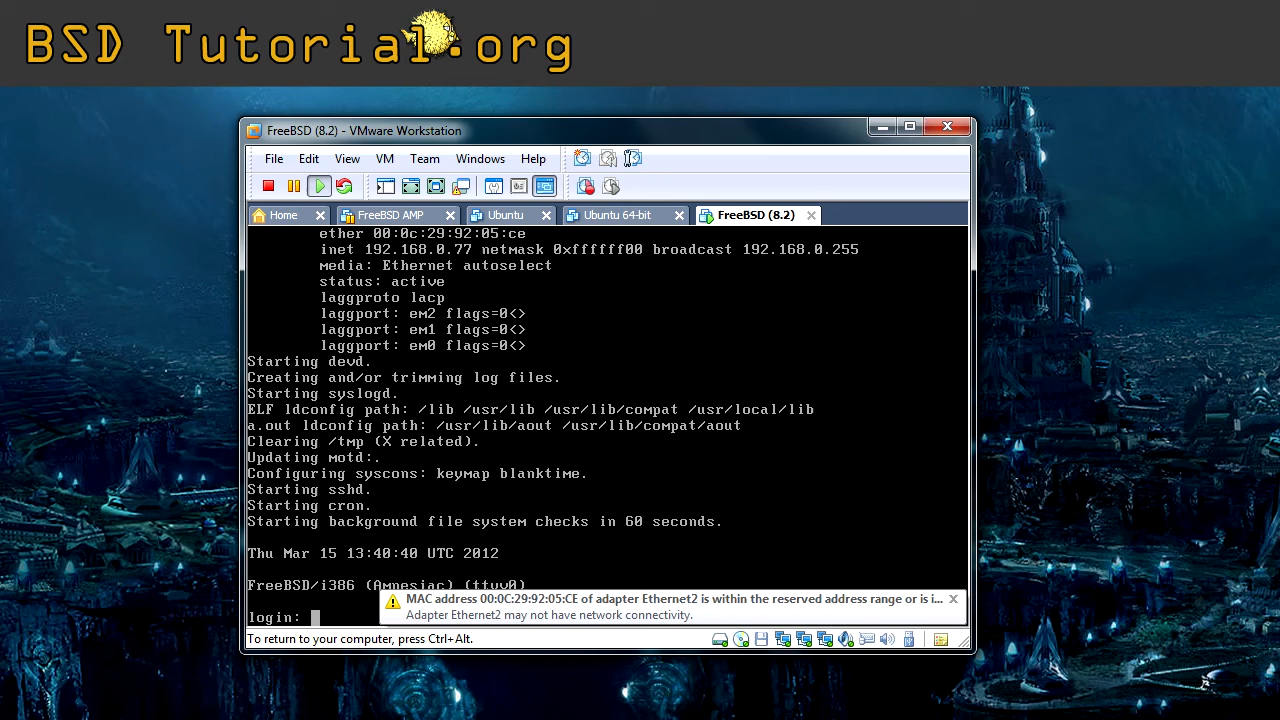 BSD Tutorial.org
FreeBSD (8.2) - VMware Workstation
File Edit View VM Team Windows Help
Home FreeBSD AMP Ubuntu Ubuntu 64-bit FreeBSD (8.2)
ether 00:0c:29:92:05:ce
inet 192.168.0.77 netmask 0xffffff00 broadcast 192.168.0.255
media: Ethernet autoselect
status: active
laggproto lacp
laggport: em2 flags=0<>
laggport: em1 flags=0<>
laggport: em0 flags=0<>
Starting devd.
Creating and/or trimming log files.
Starting syslogd.
ELF ldconfig path: /lib /usr/lib /usr/lib/compat /usr/local/lib
a.out ldconfig path: /usr/lib/aout /usr/lib/compat/aout
Clearing /tmp (X related).
Updating motd:.
Configuring syscons: keymap blanktime.
Starting sshd.
Starting cron.
Starting background file system checks in 60 seconds.
Thu Mar 15 13:40:40 UTC 2012
FreeBSD/i386 (Amnesiac) (ttyv0)
MAC address 00:0C:29:92:05:CE of adapter Ethernet2 is within the reserved address range or is i...
Adapter Ethernet2 may not have network connectivity.
login:
To return to your computer, press Ctrl+Alt.